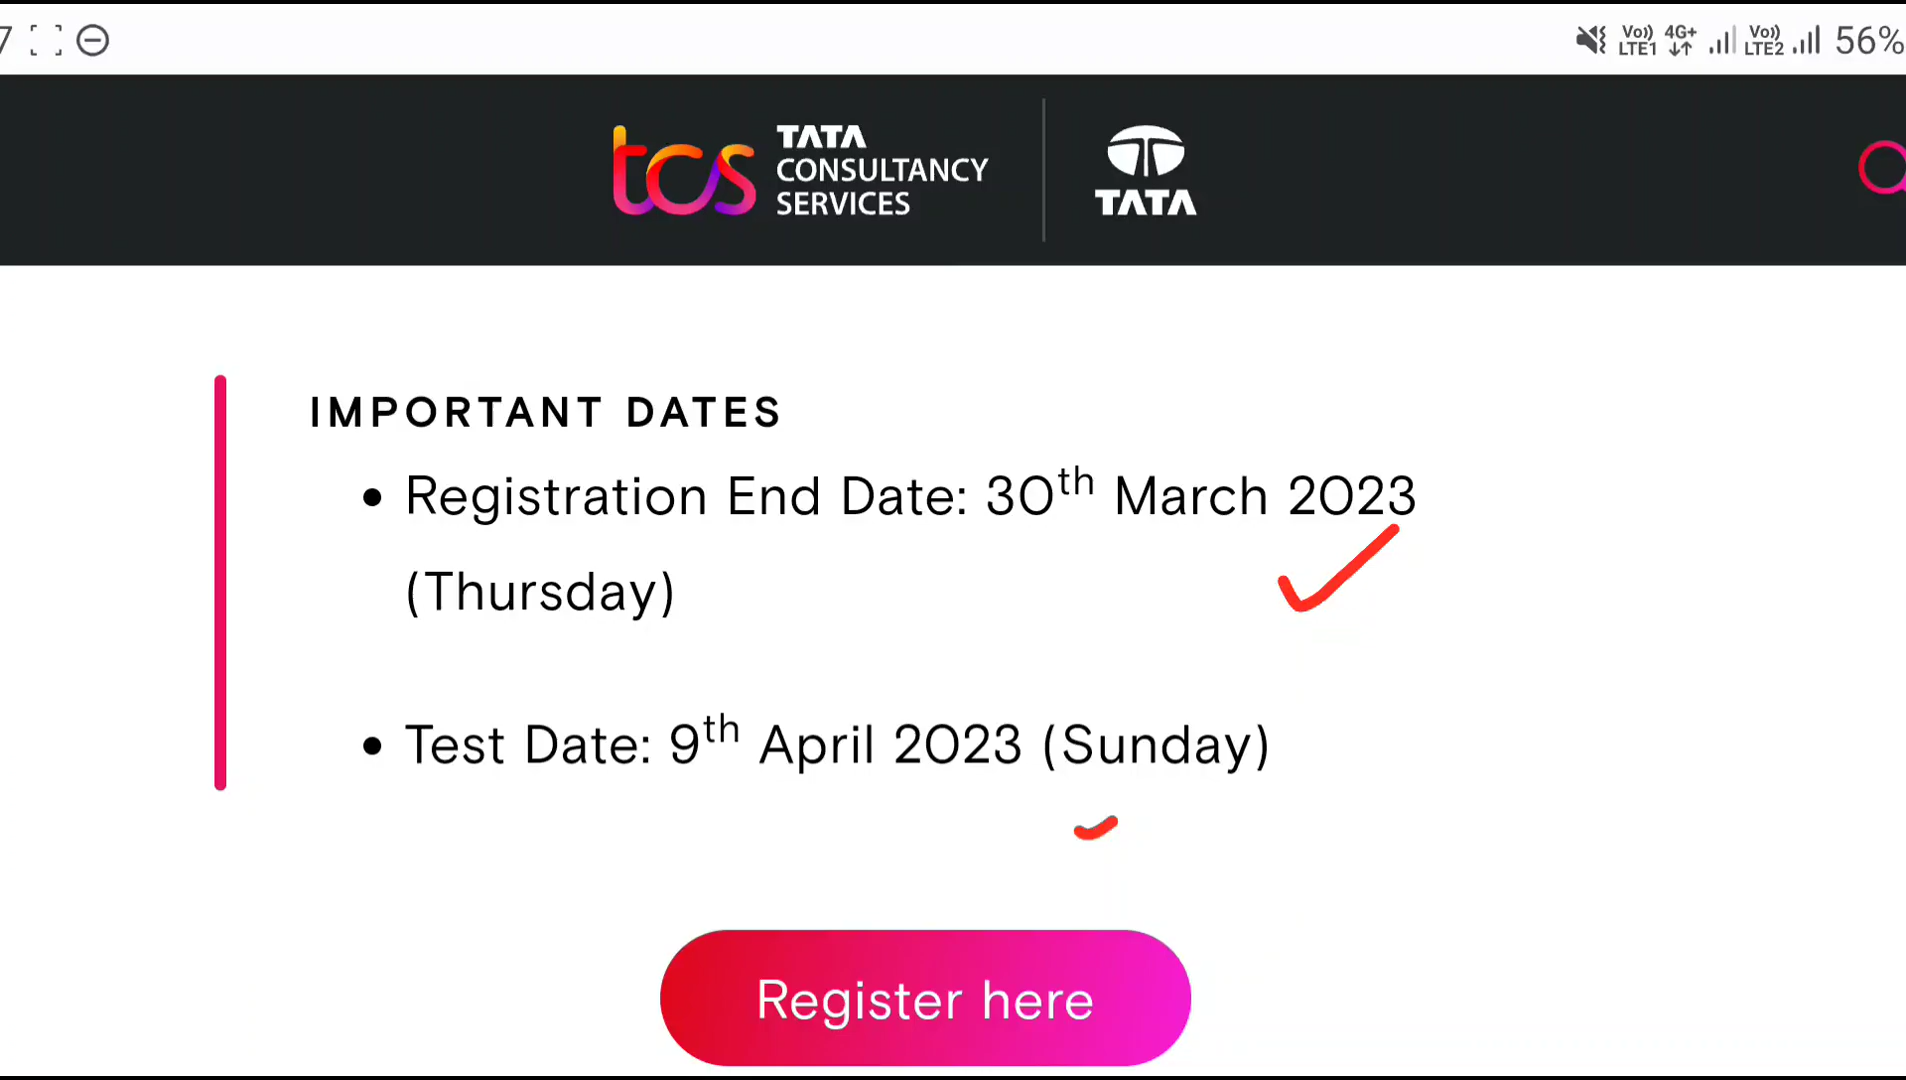 Vo)) LTE1 4G+ Vo)) LTE2 56%
tcs TATA CONSULTANCY SERVICES
TATA
IMPORTANT DATES
• Registration End Date: 30th March 2023
(Thursday)
• Test Date: 9th April 2023 (Sunday)
Register here